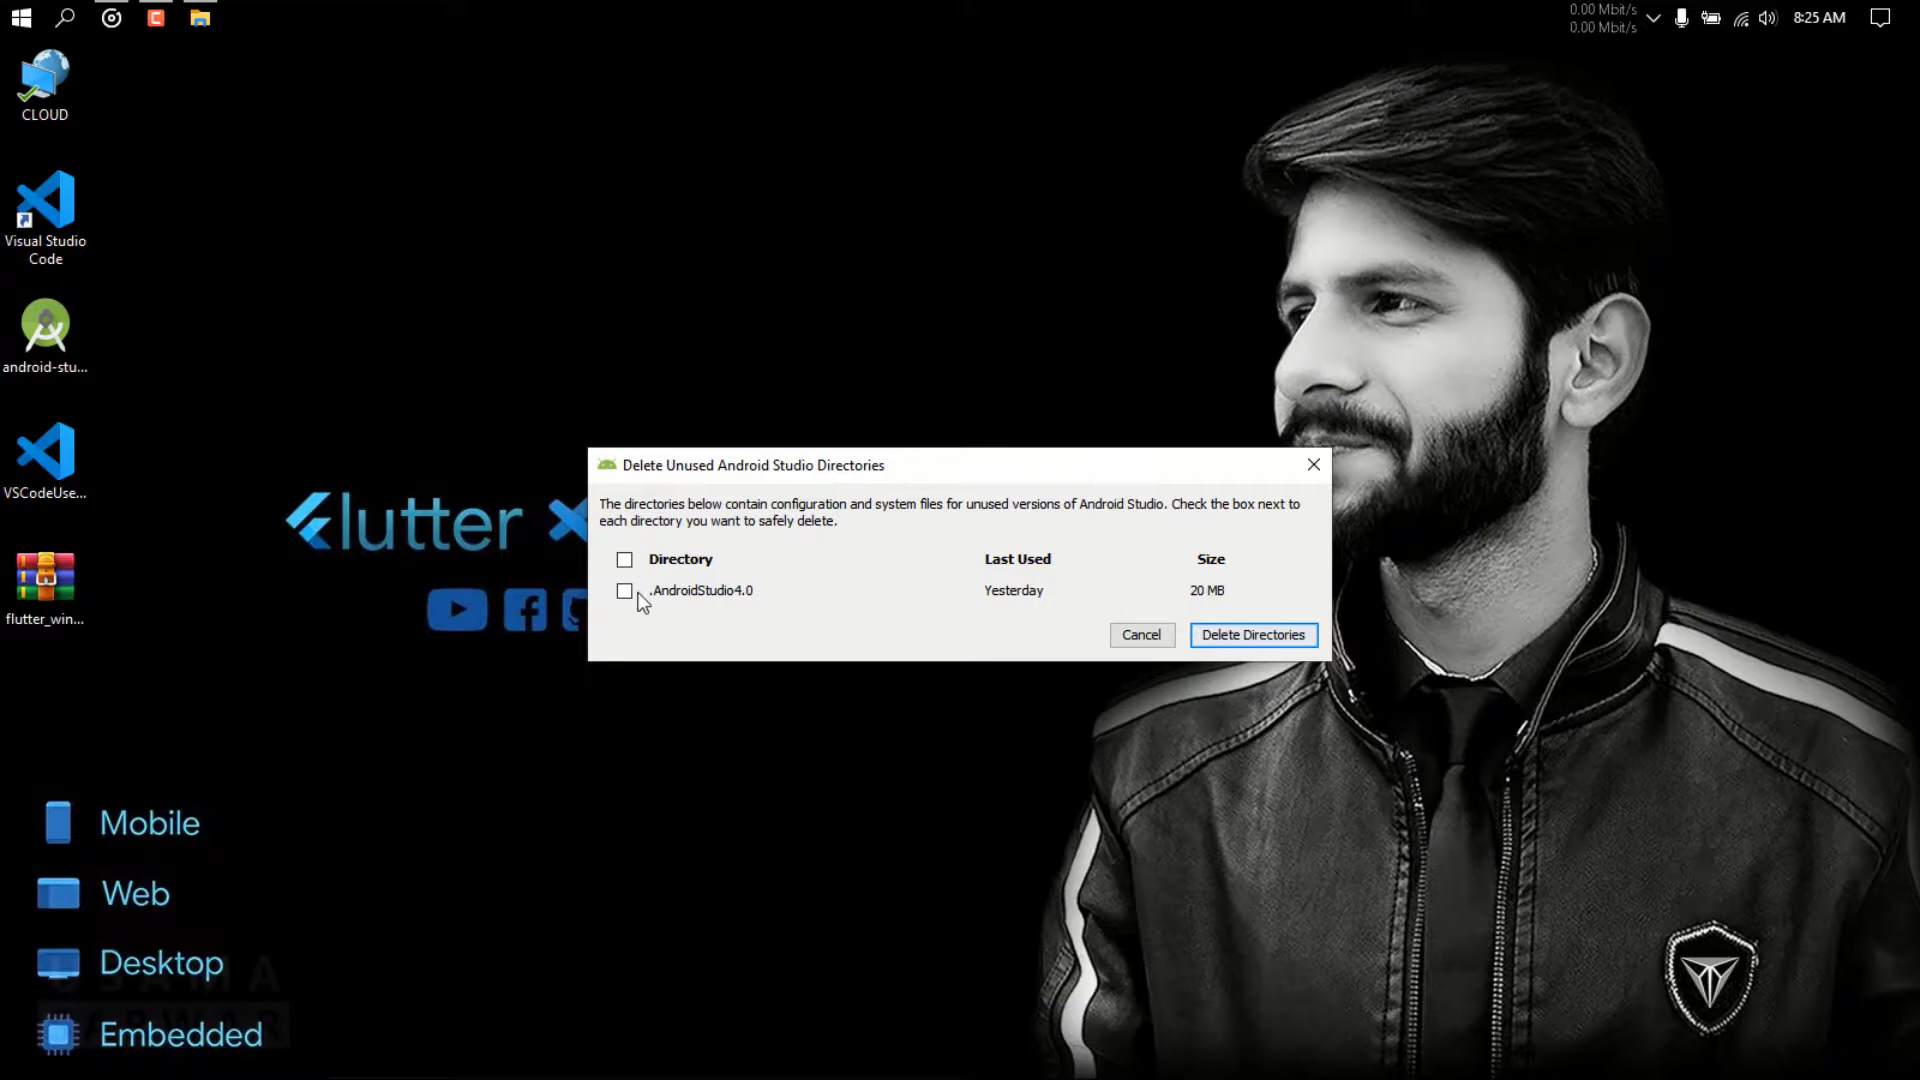 0.00 Mbit/s
0.00 Mbit/s
8:25 AM
CLOUD
Visual Studio
Code
android-stu...
VSCodeUse...
flutter_win...
lutter
Delete Unused Android Studio Directories
The directories below contain configuration and system files for unused versions of Android Studio. Check the box next to
each directory you want to safely delete.
Directory Last Used Size
.AndroidStudio4.0 Yesterday 20 MB
Cancel Delete Directories
Mobile
Web
Desktop
Embedded